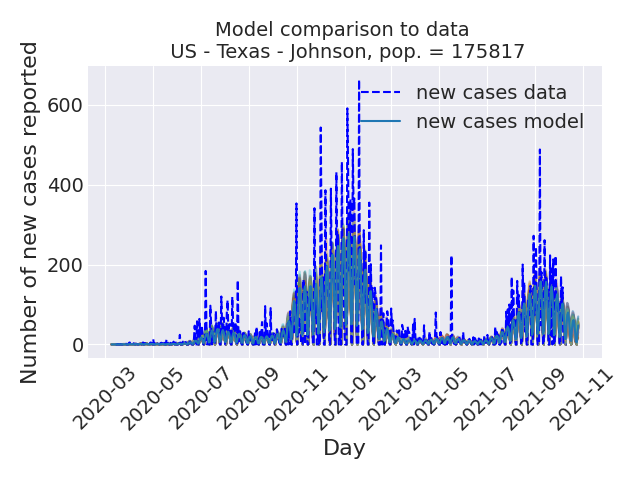 Model comparison to data
US - Texas - Johnson, pop. = 175817
Number of new cases reported
600
400
200
0
new cases data
new cases model
2020-03
2020-05
2020-07
2020-09
2020-11
2021-01
2021-03
2021-05
2021-07
2021-09
2021-11
Day